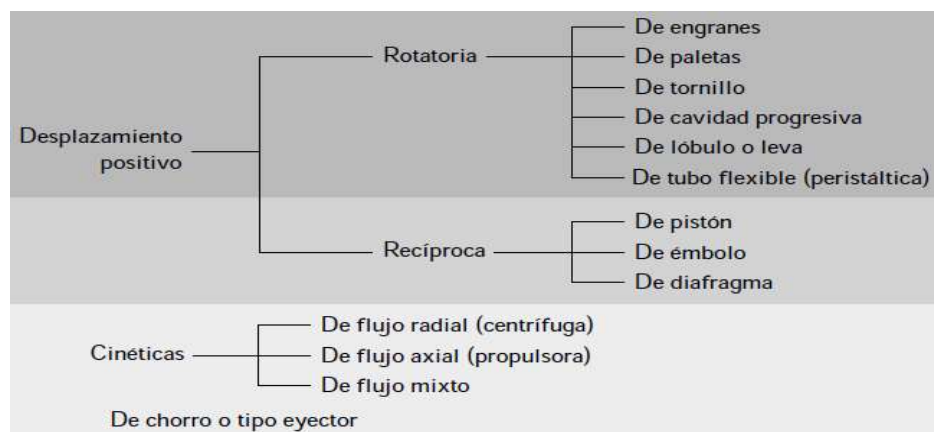 Desplazamiento
positivo
Rotatoria
De engranes
De paletas
De tornillo
De cavidad progresiva
De lóbulo o leva
De tubo flexible (peristáltica)
Recíproca
De pistón
De émbolo
De diafragma
Cinéticas
De flujo radial (centrífuga)
De flujo axial (propulsora)
De flujo mixto
De chorro o tipo eyector